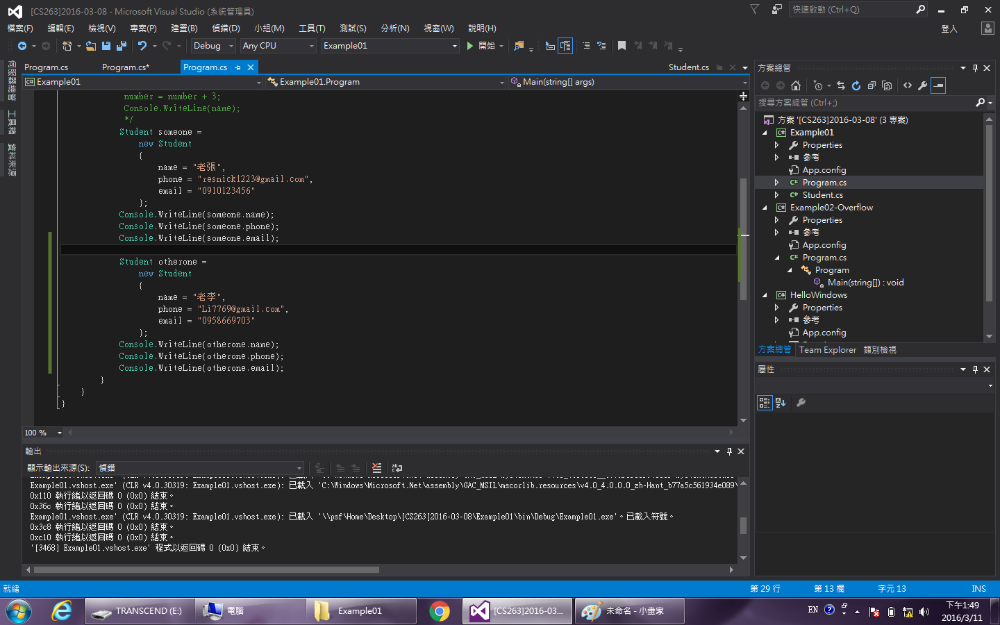 [CS263]2016-03-08 - Microsoft Visual Studio (系統管理員)
快速啟動 (Ctrl+Q)
檔案(F) 編輯(E) 檢視(V) 專案(P) 建置(B) 偵錯(D) 小組(M) 工具(T) 測試(S) 分析(N) 視窗(W) 說明(H)
登入
Debug Any CPU Example01 開始
伺服器總管
工具箱
資料來源
Program.cs Program.cs* Program.cs Student.cs
Example01 Example01.Program Main(string[] args)
number = number + 3;
Console.WriteLine(name);
*/
Student someone =
new Student
{
name = "老張",
phone = "resnick1223@gmail.com",
email = "0910123456"
};
Console.WriteLine(someone.name);
Console.WriteLine(someone.phone);
Console.WriteLine(someone.email);
Student otherone =
new Student
{
name = "老李",
phone = "Li7769@gmail.com",
email = "0958669703"
};
Console.WriteLine(otherone.name);
Console.WriteLine(otherone.phone);
Console.WriteLine(otherone.email);
}
}
}
100 %
輸出
顯示輸出來源(S): 偵錯
Example01.vshost.exe' (CLR v4.0.30319: Example01.vshost.exe): 已載入 'C:\Windows\Microsoft.Net\assembly\GAC_MSIL\mscorlib.resources\v4.0_4.0.0.0_zh-Hant_b77a5c561934e089\
0x110 執行緒以返回碼 0 (0x0) 結束。
0x36c 執行緒以返回碼 0 (0x0) 結束。
Example01.vshost.exe' (CLR v4.0.30319: Example01.vshost.exe): 已載入 '\\psf\Home\Desktop\[CS263]2016-03-08\Example01\bin\Debug\Example01.exe'。已載入符號。
0x3c8 執行緒以返回碼 0 (0x0) 結束。
0xc10 執行緒以返回碼 0 (0x0) 結束。
'[3468] Example01.vshost.exe' 程式以返回碼 0 (0x0) 結束。
方案總管
搜尋方案總管 (Ctrl+;)
方案 '[CS263]2016-03-08' (3 專案)
Example01
Properties
參考
App.config
Program.cs
Student.cs
Example02-Overflow
Properties
參考
App.config
Program.cs
Program
Main(string[]) : void
HelloWindows
Properties
參考
App.config
方案總管 Team Explorer 類別檢視
屬性
就緒 第 29 行 第 13 欄 字元 13 INS
TRANSCEND (E:) 電腦 Example01 [CS263]2016-03... 未命名 - 小畫家
EN
下午1:49
2016/3/11